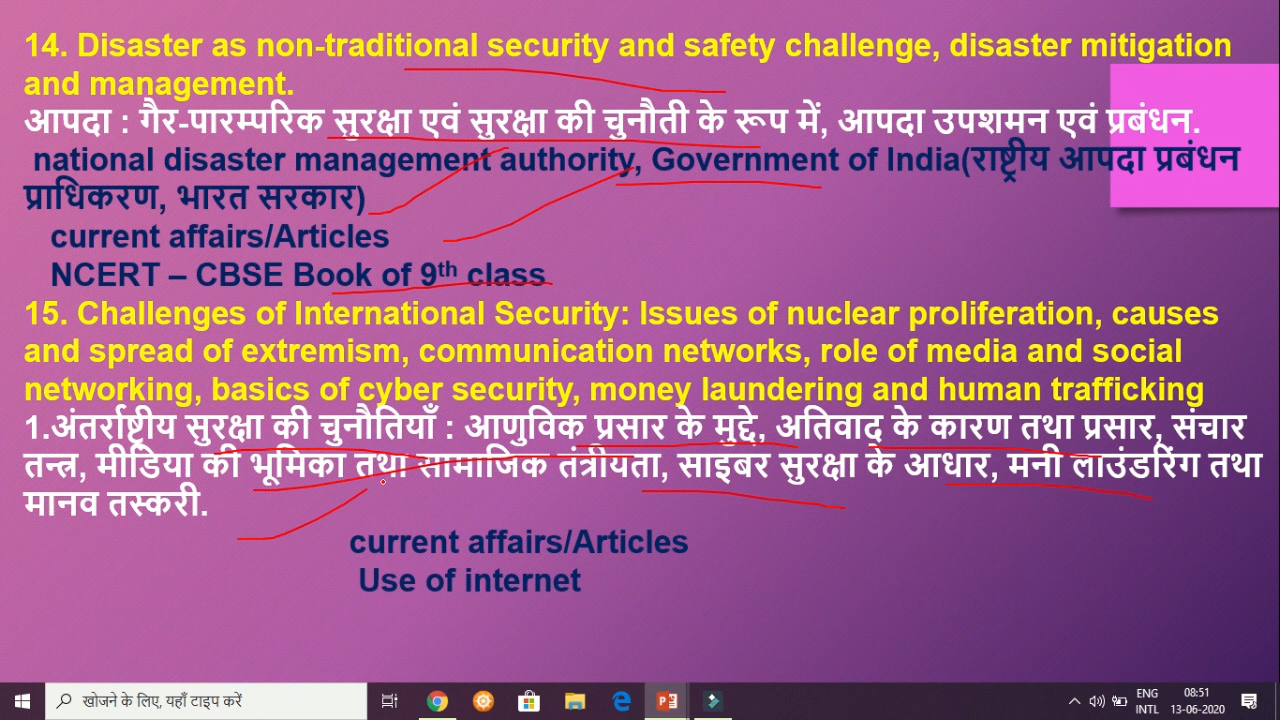 14. Disaster as non-traditional security and safety challenge, disaster mitigation
and management.
आपदा : गैर-पारम्परिक सुरक्षा एवं सुरक्षा की चुनौती के रूप में, आपदा उपशमन एवं प्रबंधन.
national disaster management authority, Government of India(राष्ट्रीय आपदा प्रबंधन
प्राधिकरण, भारत सरकार)
current affairs/Articles
NCERT – CBSE Book of 9th class
15. Challenges of International Security: Issues of nuclear proliferation, causes
and spread of extremism, communication networks, role of media and social
networking, basics of cyber security, money laundering and human trafficking
1.अंतर्राष्ट्रीय सुरक्षा की चुनौतियाँ : आणुविक प्रसार के मुद्दे, अतिवाद के कारण तथा प्रसार, संचार
तन्त्र, मीडिया की भूमिका तथा सामाजिक तंत्रीयता, साइबर सुरक्षा के आधार, मनी लाउंडरिंग तथा
मानव तस्करी.
current affairs/Articles
Use of internet
खोजने के लिए, यहाँ टाइप करें
ENG 08:51
INTL 13-06-2020